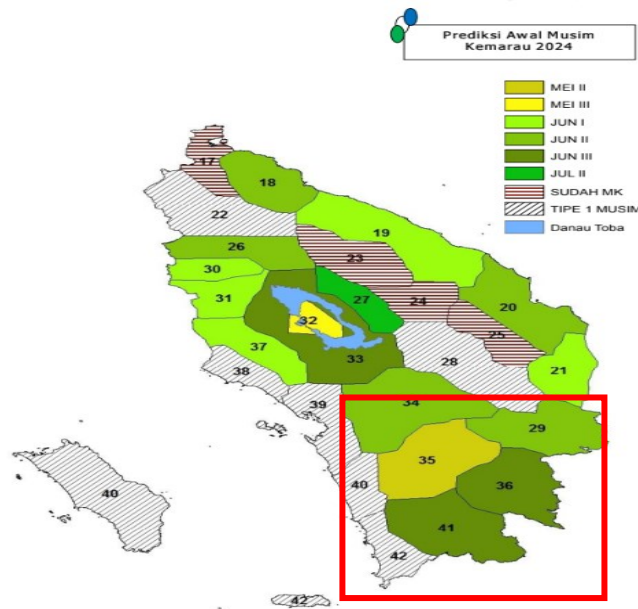 Prediksi Awal Musim
Kemarau 2024
MEI II
MEI III
JUN I
JUN II
JUN III
JUL II
SUDAH MK
TIPE 1 MUSIM
Danau Toba
17
18
22
19
26
23
30
27
24
20
31
32
25
37
33
28
21
38
39
34
29
35
40
40
36
41
42
42